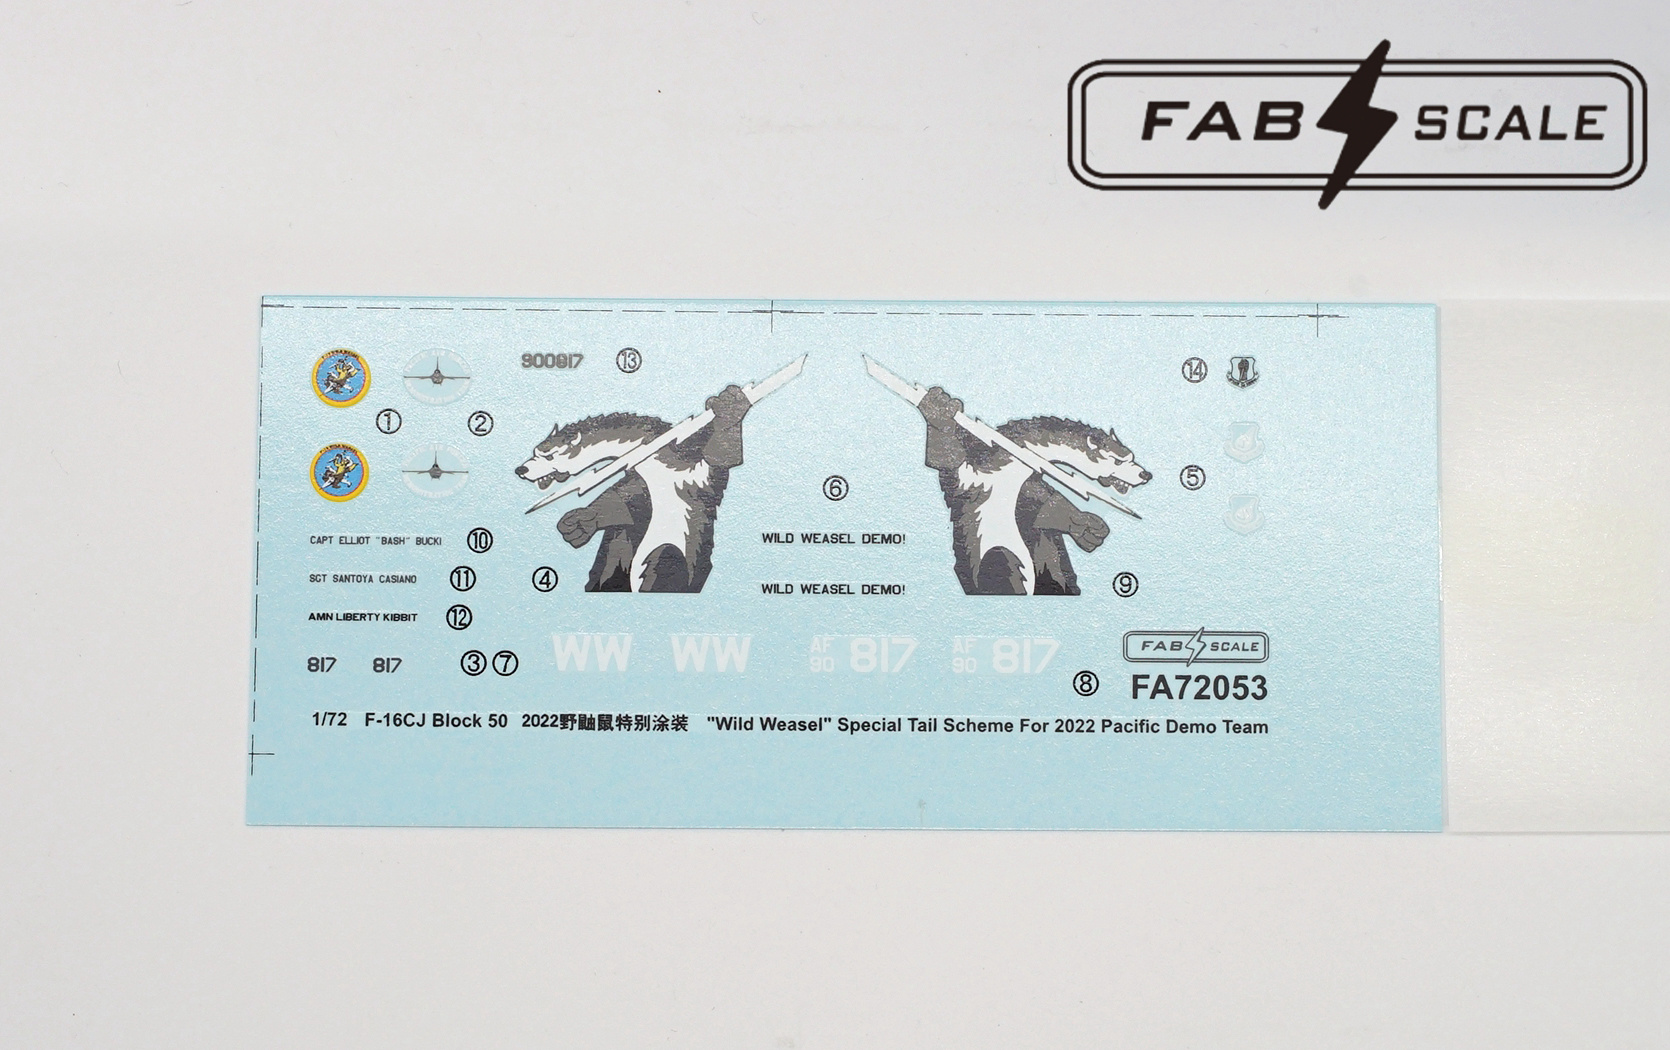 FAB SCALE
900817 ⑬
⑭
① ②
⑤
⑥
CAPT ELLIOT "BASH" BUCKI ⑩
WILD WEASEL DEMO!
SGT SANTOYA CASIANO ⑪
④
⑨
WILD WEASEL DEMO!
AMN LIBERTY KIBBIT ⑫
817 817 ③ ⑦
WW WW
AF 90 817
AF 90 817
⑧
FAB SCALE
FA72053
1/72 F-16CJ Block 50 2022野鼬鼠特别涂装 "Wild Weasel" Special Tail Scheme For 2022 Pacific Demo Team